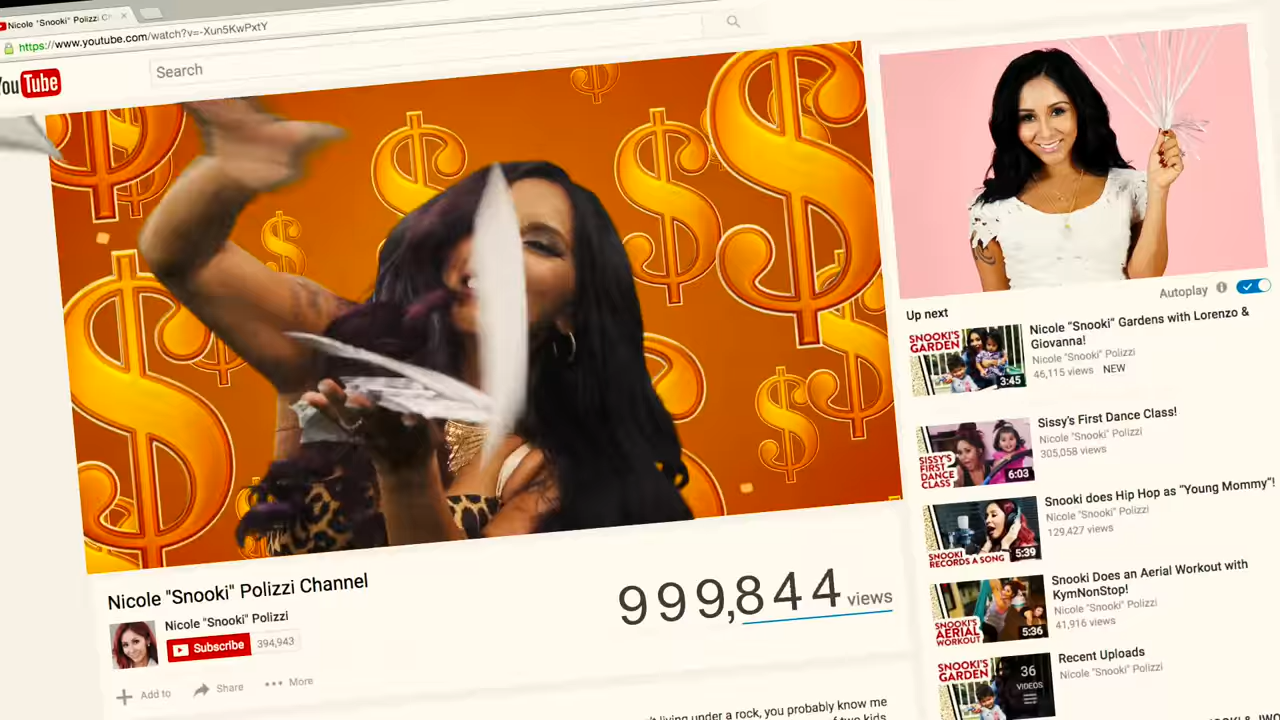 Nicole "Snooki" Polizzi Ch
https://www.youtube.com/watch?v=-Xun5KwPxtY
YouTube
Search
Autoplay
Up next
SNOOKI'S
GARDEN
3:45
Nicole "Snooki" Gardens with Lorenzo &
Giovanna!
Nicole "Snooki" Polizzi
46,115 views NEW
SISSY'S
FIRST
DANCE
CLASS
6:03
Sissy's First Dance Class!
Nicole "Snooki" Polizzi
305,058 views
SNOOKI
RECORDS A SONG
5:39
Snooki does Hip Hop as "Young Mommy"!
Nicole "Snooki" Polizzi
129,427 views
SNOOKI'S
AERIAL
WORKOUT
5:36
Snooki Does an Aerial Workout with
KymNonStop!
Nicole "Snooki" Polizzi
41,916 views
SNOOKI'S
GARDEN
36
VIDEOS
Recent Uploads
Nicole "Snooki" Polizzi
Nicole "Snooki" Polizzi Channel
Nicole "Snooki" Polizzi
Subscribe 394,943
999,844 views
Add to Share More
living under a rock, you probably know me
of two kids